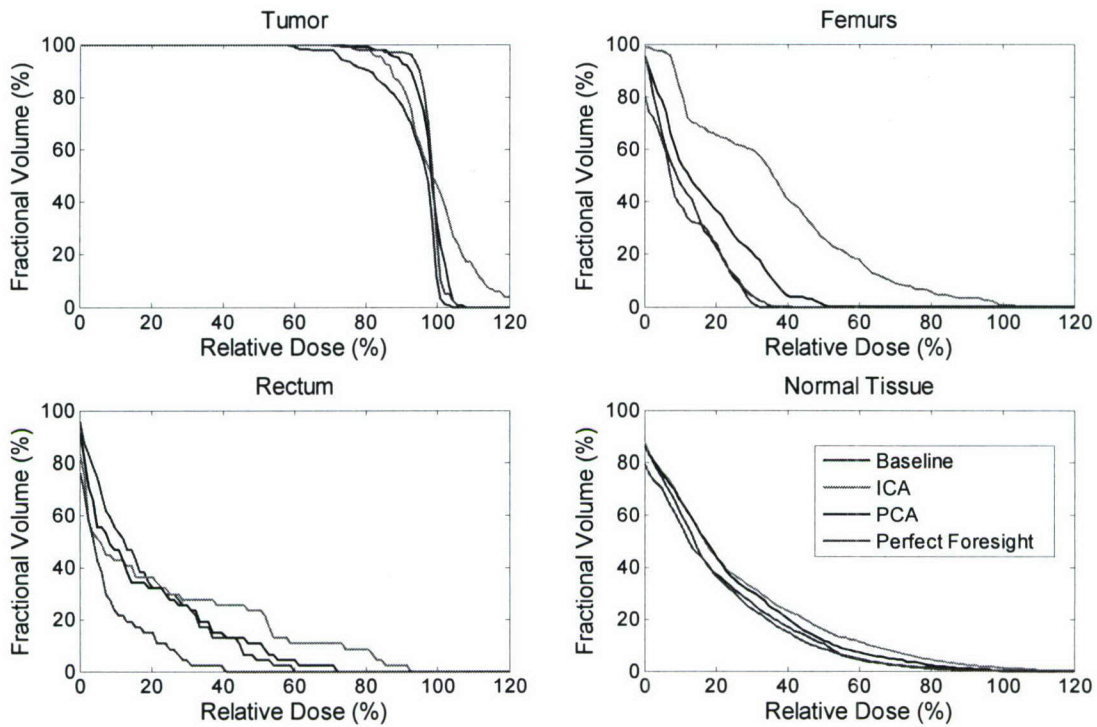 Tumor
Fractional Volume (%)
100
80
60
40
20
0
0 20 40 60 80 100 120
Relative Dose (%)
Femurs
Fractional Volume (%)
100
80
60
40
20
0
0 20 40 60 80 100 120
Relative Dose (%)
Rectum
Fractional Volume (%)
100
80
60
40
20
0
0 20 40 60 80 100 120
Relative Dose (%)
Normal Tissue
Fractional Volume (%)
100
80
60
40
20
0
Baseline
ICA
PCA
Perfect Foresight
0 20 40 60 80 100 120
Relative Dose (%)